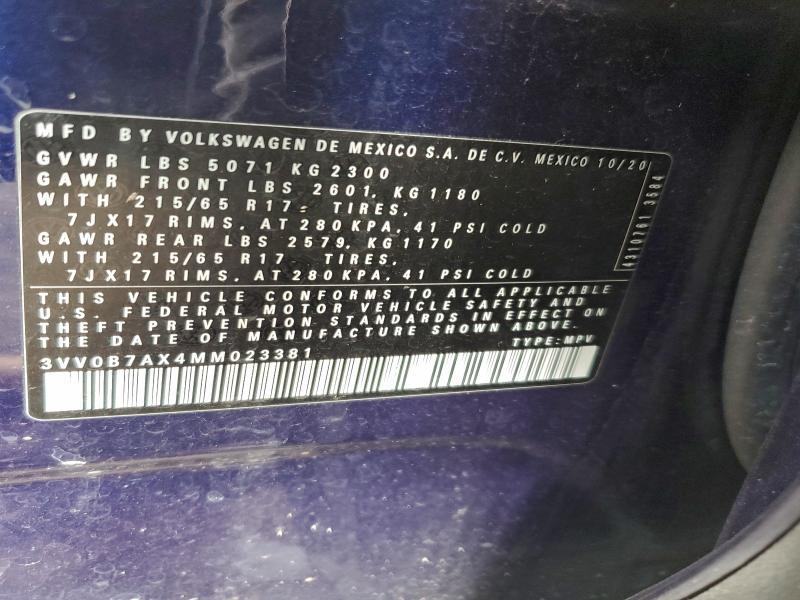 MFD BY VOLKSWAGEN DE MEXICO S.A. DE C.V. MEXICO 10/20
GVWR LBS 5071 KG 2300
GAWR FRONT LBS 2601, KG 1180
WITH 215/65 R17 TIRES,
7JX17 RIMS, AT 280 KPA, 41 PSI COLD
GAWR REAR LBS 2579, KG 1170
WITH 215/65 R17 TIRES,
7JX17 RIMS, AT 280 KPA, 41 PSI COLD
4310761 3584
THIS VEHICLE CONFORMS TO ALL APPLICABLE
U.S. FEDERAL MOTOR VEHICLE SAFETY AND
THEFT PREVENTION STANDARDS IN EFFECT ON
THE DATE OF MANUFACTURE SHOWN ABOVE.
TYPE: MPV
3VV0B7AX4MM023381